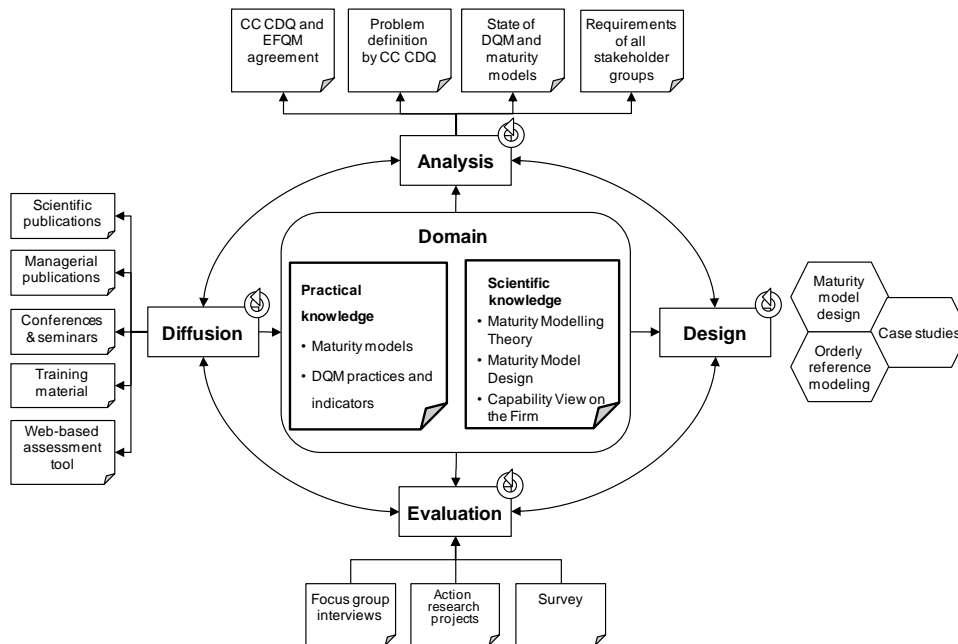 CC CDQ and
EFQM
agreement
Problem
definition
by CC CDQ
State of
DQM and
maturity
models
Requirements
of all
stakeholder
groups
Analysis
Scientific
publications
Managerial
publications
Conferences
& seminars
Training
material
Web-based
assessment
tool
Diffusion
Domain
Practical
knowledge
• Maturity models
• DQM practices and
indicators
Scientific
knowledge
• Maturity Modelling
Theory
• Maturity Model
Design
• Capability View on
the Firm
Design
Maturity
model
design
Case studies
Orderly
reference
modeling
Evaluation
Focus group
interviews
Action
research
projects
Survey